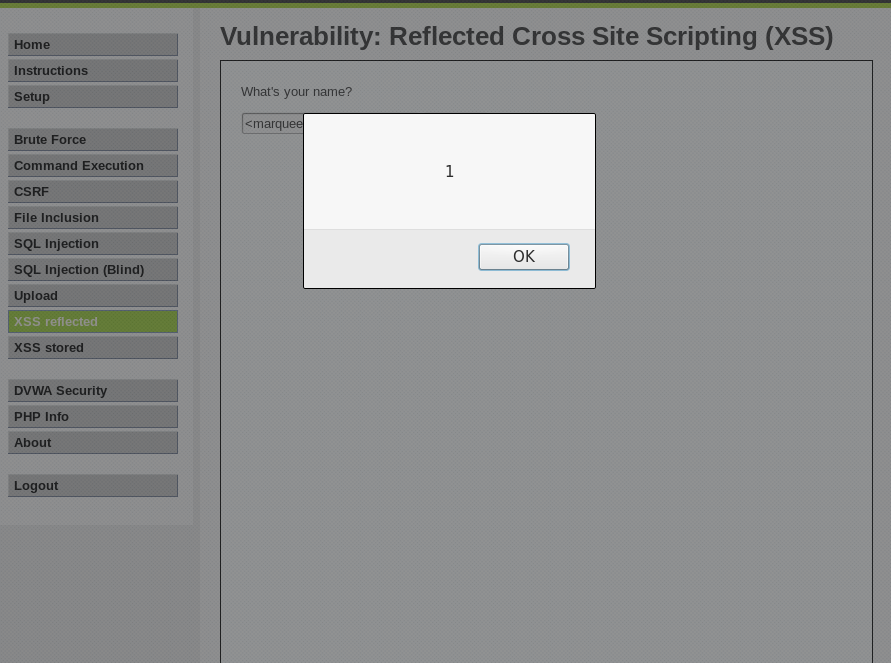 Home
Instructions
Setup
Brute Force
Command Execution
CSRF
File Inclusion
SQL Injection
SQL Injection (Blind)
Upload
XSS reflected
XSS stored
DVWA Security
PHP Info
About
Logout
Vulnerability: Reflected Cross Site Scripting (XSS)
What's your name?
<marquee
1
OK